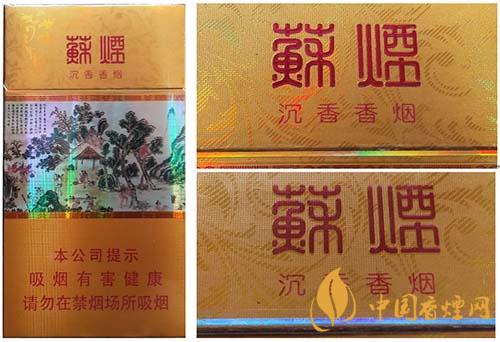 蘇煙
沉香香烟
本公司提示
吸烟有害健康
请勿在禁烟场所吸烟
蘇煙
沉香香烟
蘇煙
沉香香烟
中国香烟网